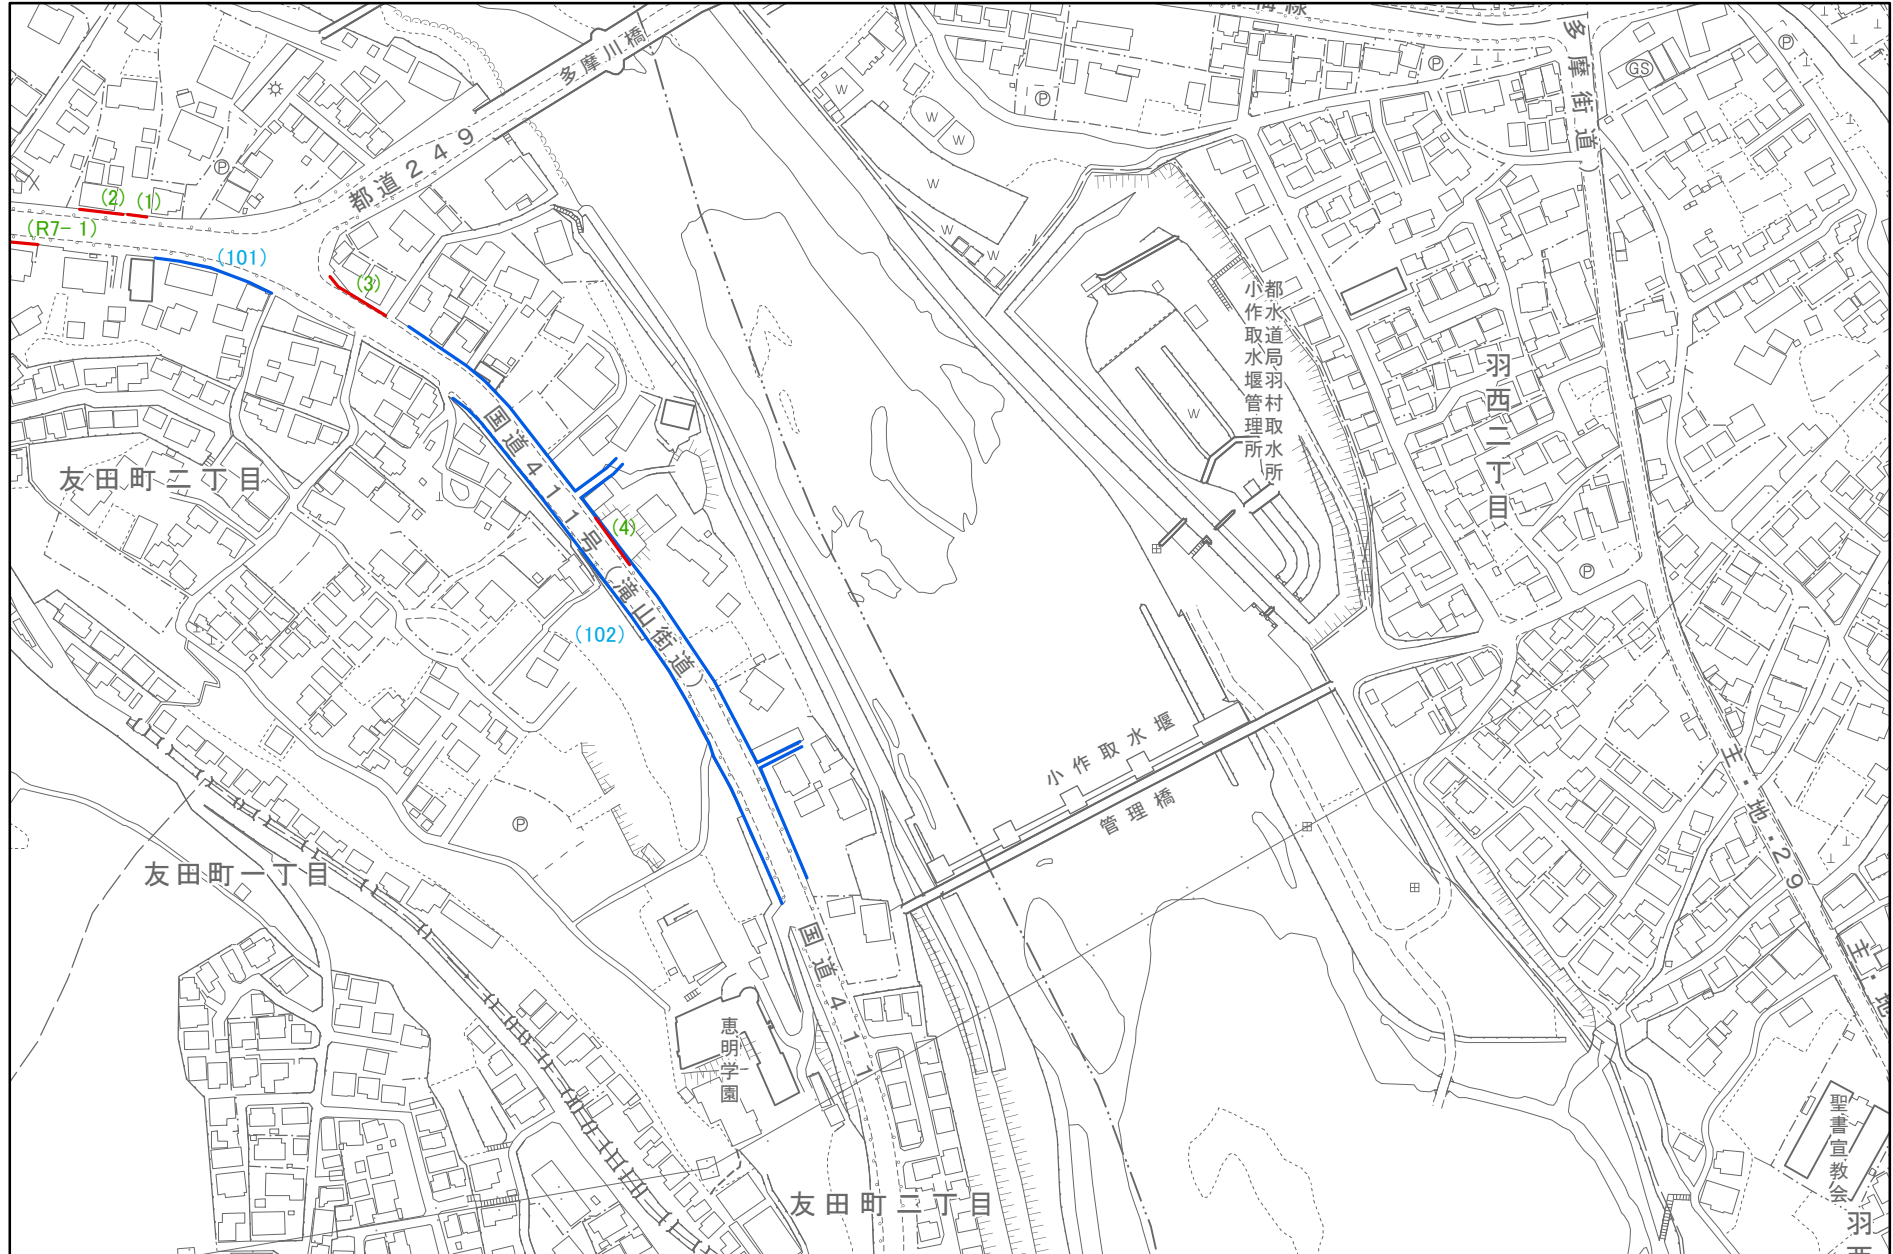 多摩川橋
都道249
多摩街道
GS
P
P
P
W
W
W
W
W
W
W
P
(2)
(1)
(R7-1)
(101)
(3)
都水道局羽村取水所
小作取水堰管理所
羽西二丁目
国道411号(滝山街道)
友田町二丁目
(4)
(102)
P
小作取水堰
管理橋
主・地・29
P
友田町一丁目
国道411
主・地
恵明学園
聖書宣教会
友田町二丁目
羽